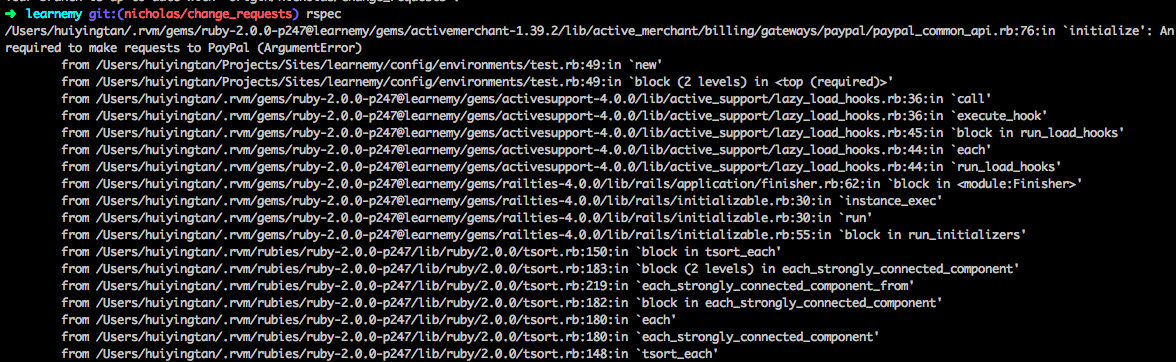 ➜  learnemy git:(nicholas/change_requests) rspec
/Users/huiyingtan/.rvm/gems/ruby-2.0.0-p247@learnemy/gems/activemerchant-1.39.2/lib/active_merchant/billing/gateways/paypal/paypal_common_api.rb:76:in `initialize': An
required to make requests to PayPal (ArgumentError)
from /Users/huiyingtan/Projects/Sites/learnemy/config/environments/test.rb:49:in `new'
from /Users/huiyingtan/Projects/Sites/learnemy/config/environments/test.rb:49:in `block (2 levels) in <top (required)>'
from /Users/huiyingtan/.rvm/gems/ruby-2.0.0-p247@learnemy/gems/activesupport-4.0.0/lib/active_support/lazy_load_hooks.rb:36:in `call'
from /Users/huiyingtan/.rvm/gems/ruby-2.0.0-p247@learnemy/gems/activesupport-4.0.0/lib/active_support/lazy_load_hooks.rb:36:in `execute_hook'
from /Users/huiyingtan/.rvm/gems/ruby-2.0.0-p247@learnemy/gems/activesupport-4.0.0/lib/active_support/lazy_load_hooks.rb:45:in `block in run_load_hooks'
from /Users/huiyingtan/.rvm/gems/ruby-2.0.0-p247@learnemy/gems/activesupport-4.0.0/lib/active_support/lazy_load_hooks.rb:44:in `each'
from /Users/huiyingtan/.rvm/gems/ruby-2.0.0-p247@learnemy/gems/activesupport-4.0.0/lib/active_support/lazy_load_hooks.rb:44:in `run_load_hooks'
from /Users/huiyingtan/.rvm/gems/ruby-2.0.0-p247@learnemy/gems/railties-4.0.0/lib/rails/application/finisher.rb:62:in `block in <module:Finisher>'
from /Users/huiyingtan/.rvm/gems/ruby-2.0.0-p247@learnemy/gems/railties-4.0.0/lib/rails/initializable.rb:30:in `instance_exec'
from /Users/huiyingtan/.rvm/gems/ruby-2.0.0-p247@learnemy/gems/railties-4.0.0/lib/rails/initializable.rb:30:in `run'
from /Users/huiyingtan/.rvm/gems/ruby-2.0.0-p247@learnemy/gems/railties-4.0.0/lib/rails/initializable.rb:55:in `block in run_initializers'
from /Users/huiyingtan/.rvm/rubies/ruby-2.0.0-p247/lib/ruby/2.0.0/tsort.rb:150:in `block in tsort_each'
from /Users/huiyingtan/.rvm/rubies/ruby-2.0.0-p247/lib/ruby/2.0.0/tsort.rb:183:in `block (2 levels) in each_strongly_connected_component'
from /Users/huiyingtan/.rvm/rubies/ruby-2.0.0-p247/lib/ruby/2.0.0/tsort.rb:219:in `each_strongly_connected_component_from'
from /Users/huiyingtan/.rvm/rubies/ruby-2.0.0-p247/lib/ruby/2.0.0/tsort.rb:182:in `block in each_strongly_connected_component'
from /Users/huiyingtan/.rvm/rubies/ruby-2.0.0-p247/lib/ruby/2.0.0/tsort.rb:180:in `each'
from /Users/huiyingtan/.rvm/rubies/ruby-2.0.0-p247/lib/ruby/2.0.0/tsort.rb:180:in `each_strongly_connected_component'
from /Users/huiyingtan/.rvm/rubies/ruby-2.0.0-p247/lib/ruby/2.0.0/tsort.rb:148:in `tsort_each'